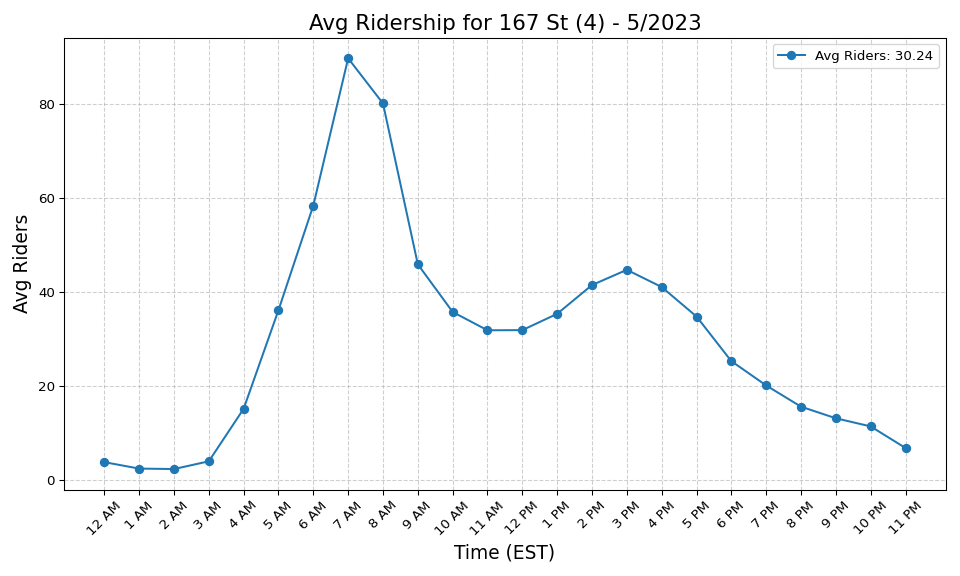 Avg Ridership for 167 St (4) - 5/2023
Avg Riders: 30.24
Avg Riders
80
60
40
20
0
12 AM
1 AM
2 AM
3 AM
4 AM
5 AM
6 AM
7 AM
8 AM
9 AM
10 AM
11 AM
12 PM
1 PM
2 PM
3 PM
4 PM
5 PM
6 PM
7 PM
8 PM
9 PM
10 PM
11 PM
Time (EST)